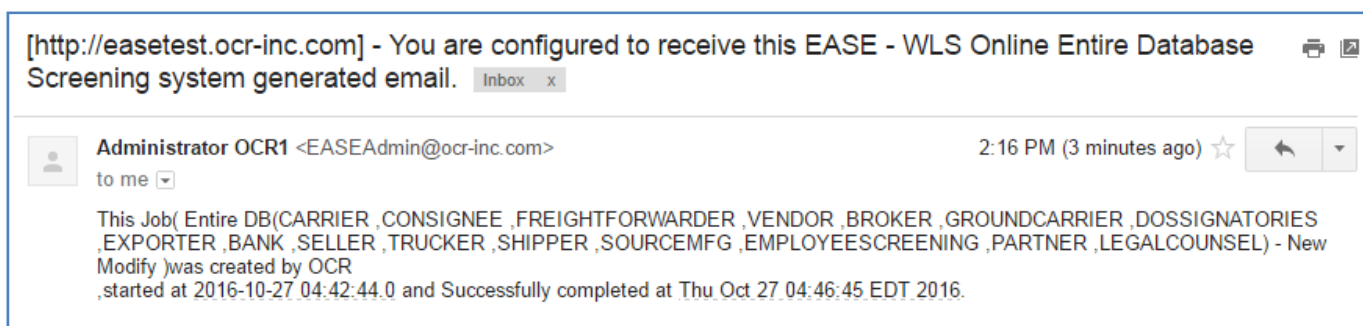 [http://easetest.ocr-inc.com] - You are configured to receive this EASE - WLS Online Entire Database
Screening system generated email. Inbox x
Administrator OCR1 <EASEAdmin@ocr-inc.com> 2:16 PM (3 minutes ago)
to me
This Job( Entire DB(CARRIER ,CONSIGNEE ,FREIGHTFORWARDER ,VENDOR ,BROKER ,GROUNDCARRIER ,DOSSIGNATORIES
,EXPORTER ,BANK ,SELLER ,TRUCKER ,SHIPPER ,SOURCEMFG ,EMPLOYEESCREENING ,PARTNER ,LEGALCOUNSEL) - New
Modify )was created by OCR
,started at 2016-10-27 04:42:44.0 and Successfully completed at Thu Oct 27 04:46:45 EDT 2016.